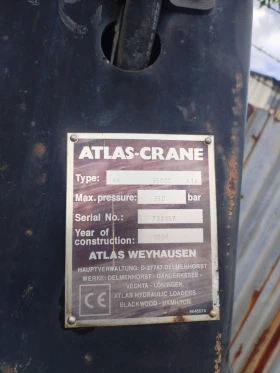 ATLAS-CRANE
Type:
Max. pressure: bar
Serial No.:
Year of
construction:
ATLAS WEYHAUSEN
HAUPTVERWALTUNG: D-27747 DELMENHORST
WERKE: DELMENHORST - GANDERKESEE -
VECHTA - LÖNINGEN
ATLAS HYDRAULIC LOADERS
BLACKWOOD - HAMILTON
CE